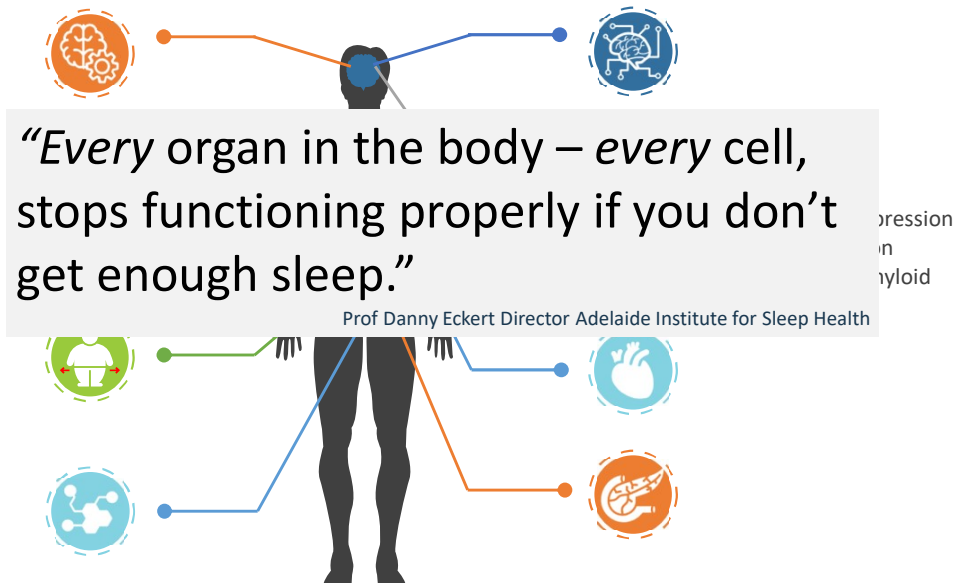 “Every organ in the body – every cell,
stops functioning properly if you don’t
get enough sleep.”
Prof Danny Eckert Director Adelaide Institute for Sleep Health